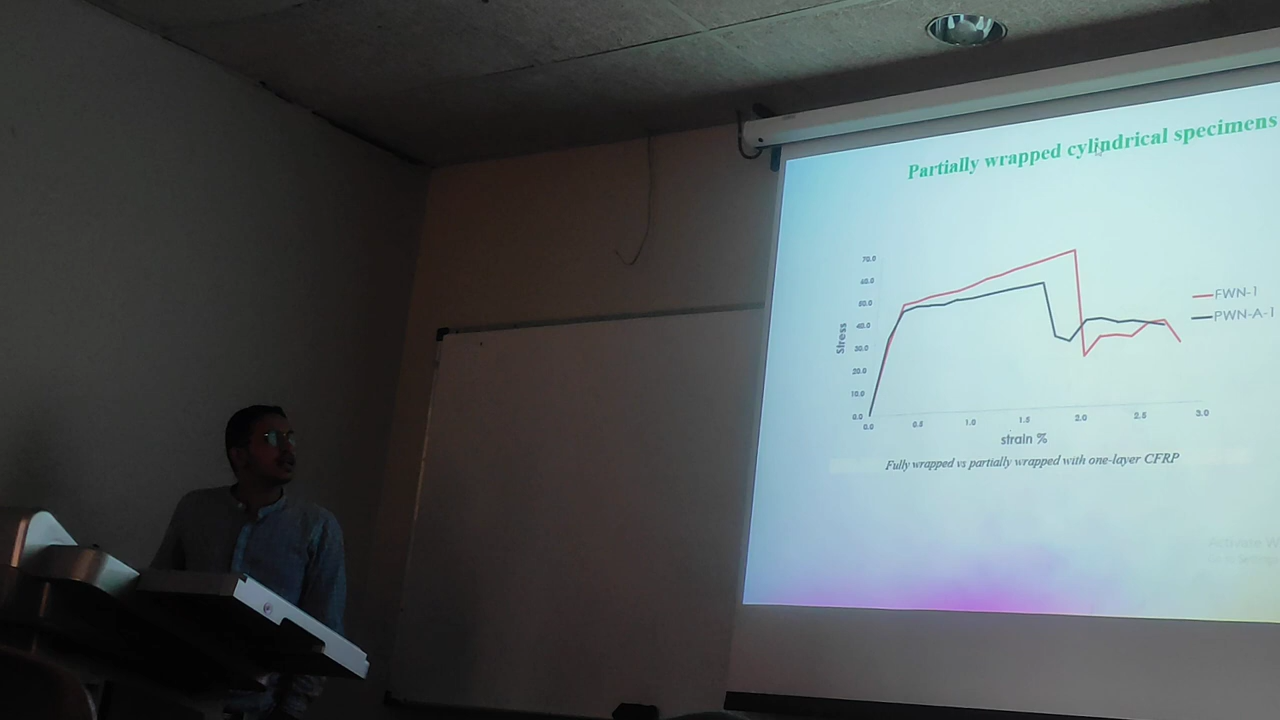 Partially wrapped cylindrical specimens
70.0
60.0
50.0
40.0
30.0
20.0
10.0
0.0
Stress
0.0 0.5 1.0 1.5 2.0 2.5 3.0
strain %
FWN-1
PWN-A-1
Fully wrapped vs partially wrapped with one-layer CFRP
Activate W